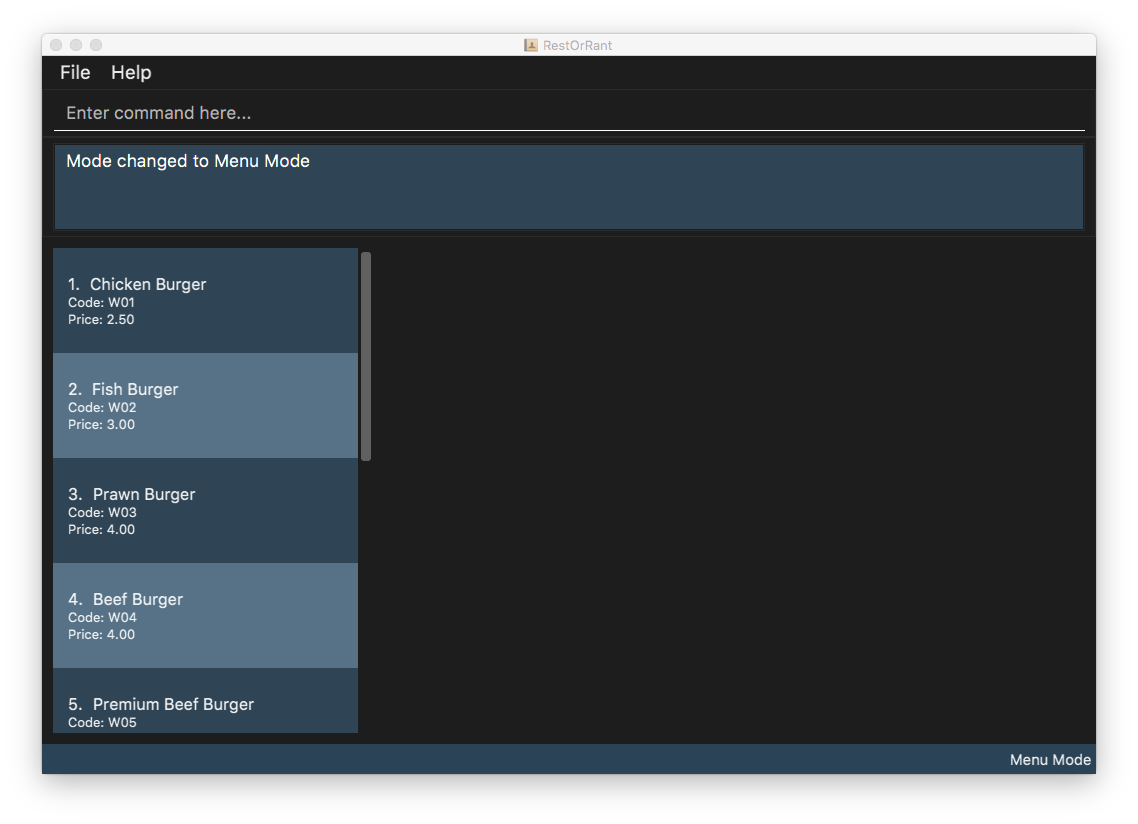 RestOrRant
File Help
Enter command here...
Mode changed to Menu Mode
1. Chicken Burger
Code: W01
Price: 2.50
2. Fish Burger
Code: W02
Price: 3.00
3. Prawn Burger
Code: W03
Price: 4.00
4. Beef Burger
Code: W04
Price: 4.00
5. Premium Beef Burger
Code: W05
Menu Mode